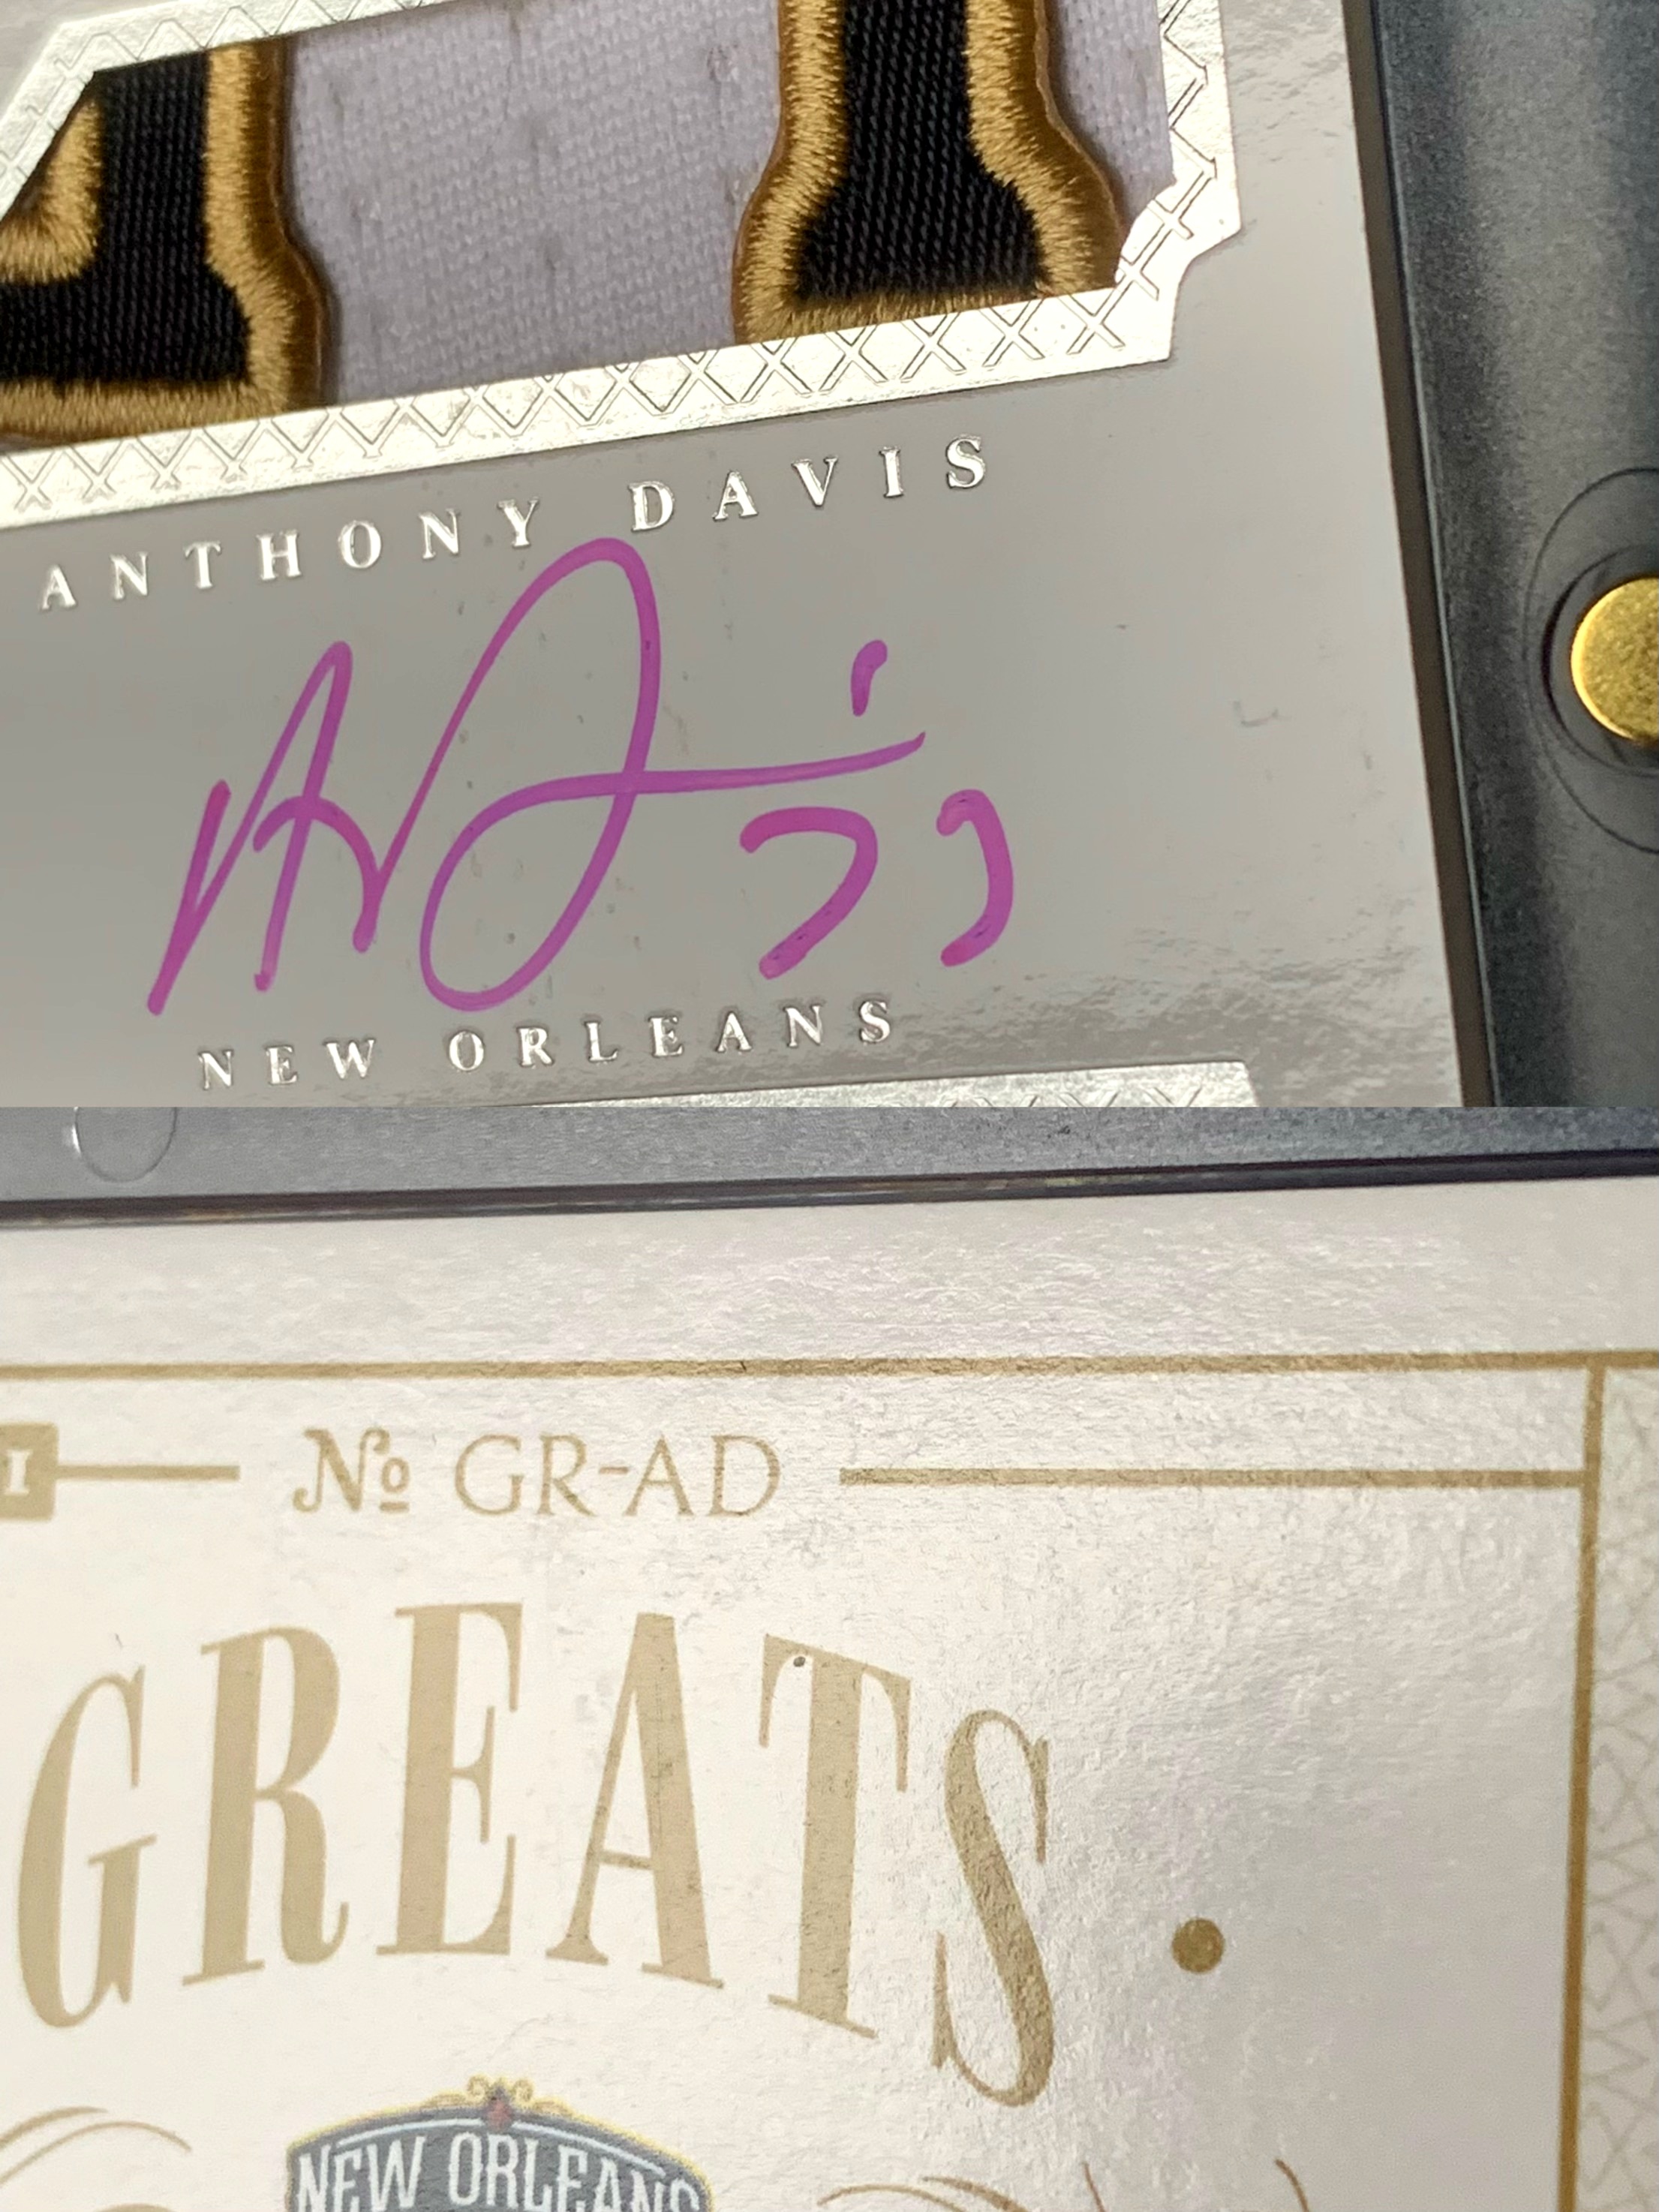 ANTHONY DAVIS
NEW ORLEANS
I
№ GR-AD
GREATS.
NEW ORLEANS